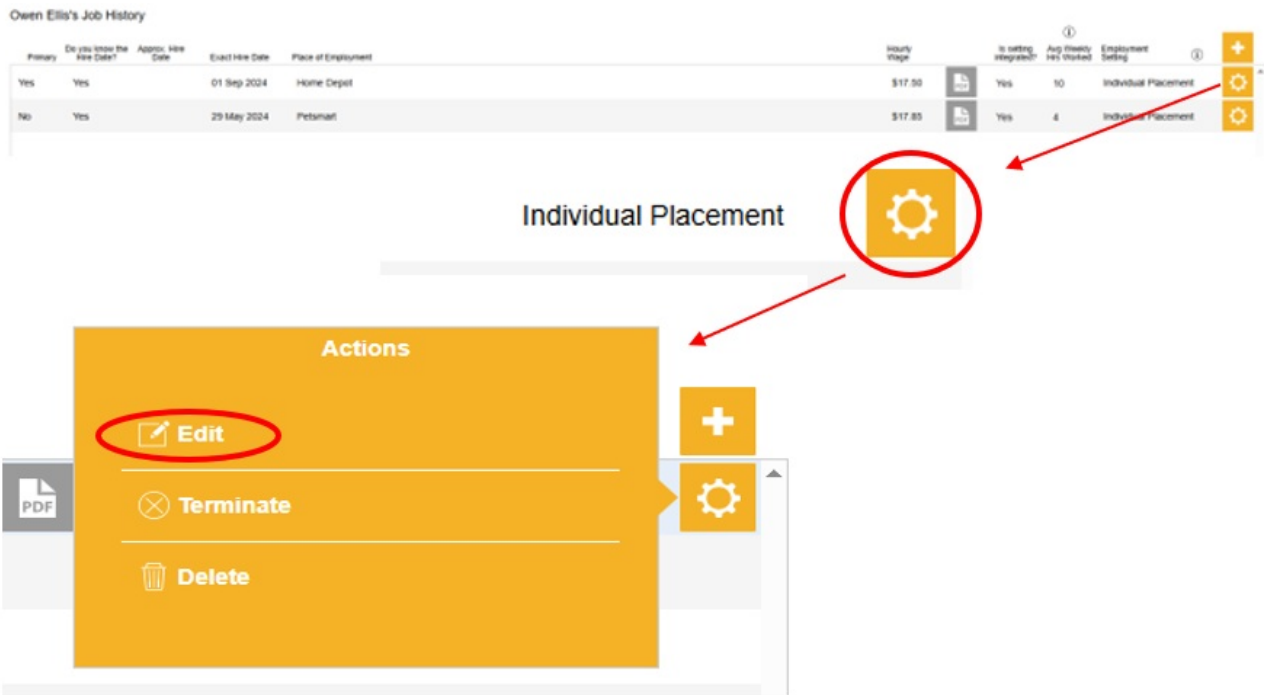 Owen Ellis's Job History
Primary Do you know the Hire Date? Approx. Hire Date Exact Hire Date Place of Employment Hourly Wage Is setting integrated? Avg Weekly Hrs Worked Employment Setting
Yes Yes 01 Sep 2024 Home Depot $17.50 PDF Yes 10 Individual Placement
No Yes 29 May 2024 Petsmart $17.85 PDF Yes 4 Individual Placement
Individual Placement
Actions
Edit
PDF Terminate
Delete